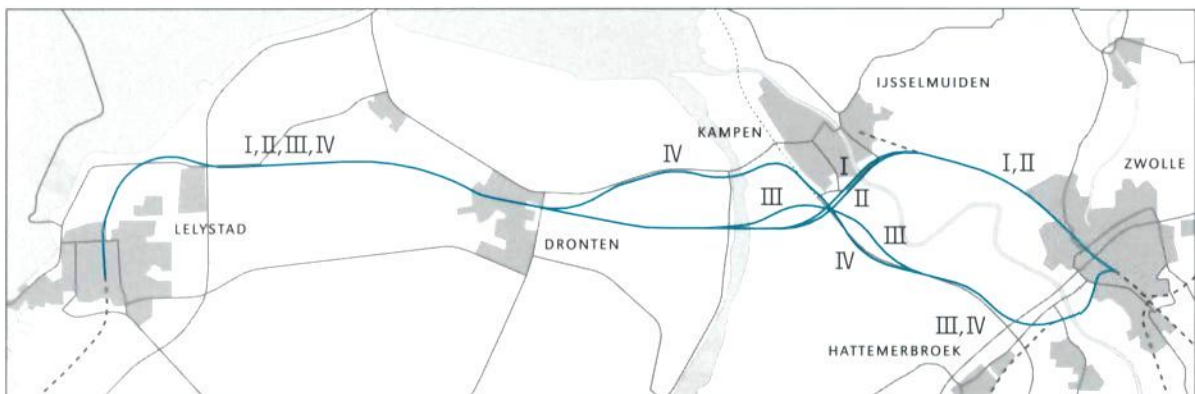 IJSSELMUIDEN
KAMPEN
I, II, III, IV
IV
I
I, II
ZWOLLE
III
II
LELYSTAD
DRONTEN
III
IV
III, IV
HATTEMERBROEK